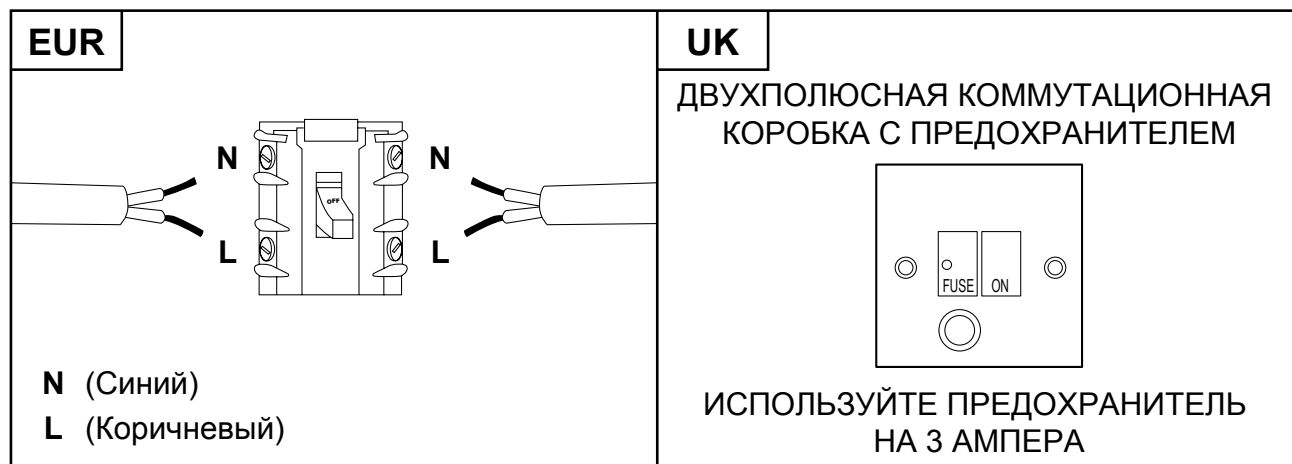 EUR
N
N
OFF
L
L
N (Синий)
L (Коричневый)
UK
ДВУХПОЛЮСНАЯ КОММУТАЦИОННАЯ
КОРОБКА С ПРЕДОХРАНИТЕЛЕМ
FUSE ON
ИСПОЛЬЗУЙТЕ ПРЕДОХРАНИТЕЛЬ
НА 3 АМПЕРА